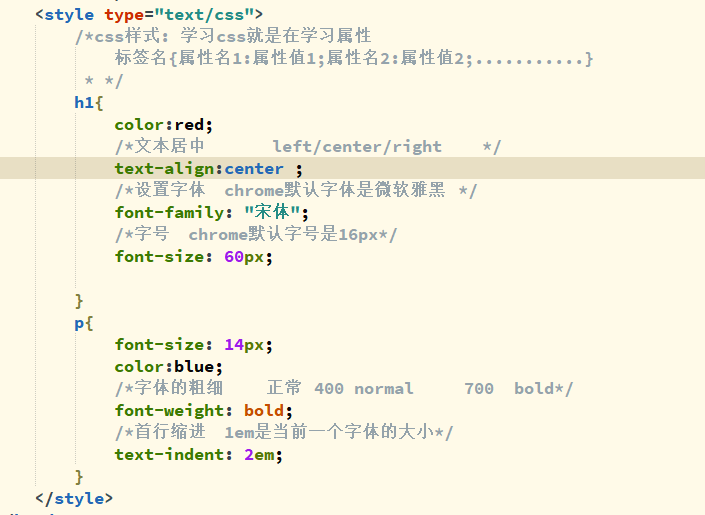 <style type="text/css">
/*css样式: 学习css就是在学习属性
标签名{属性名1:属性值1;属性名2:属性值2;...........}
* */
h1{
color:red;
/*文本居中 left/center/right */
text-align:center ;
/*设置字体 chrome默认字体是微软雅黑 */
font-family: "宋体";
/*字号 chrome默认字号是16px*/
font-size: 60px;
}
p{
font-size: 14px;
color:blue;
/*字体的粗细 正常 400 normal 700 bold*/
font-weight: bold;
/*首行缩进 1em是当前一个字体的大小*/
text-indent: 2em;
}
</style>